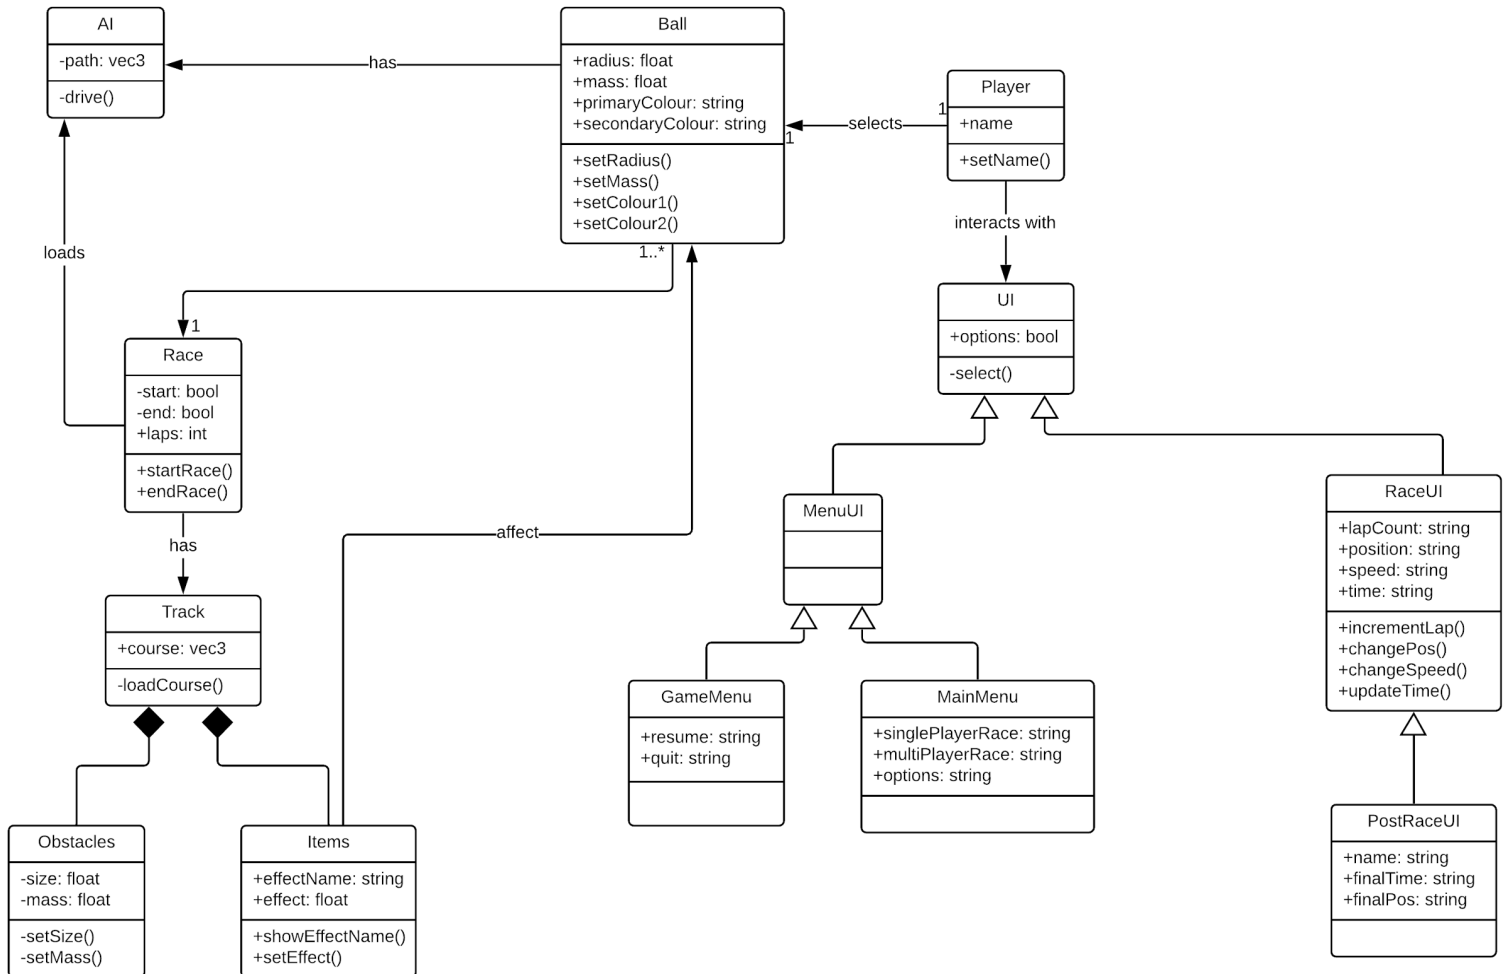 AI
-path: vec3
-drive()
has
Ball
+radius: float
+mass: float
+primaryColour: string
+secondaryColour: string
+setRadius()
+setMass()
+setColour1()
+setColour2()
1..*
selects
1
1
Player
+name
+setName()
interacts with
loads
UI
+options: bool
-select()
1
Race
-start: bool
-end: bool
+laps: int
+startRace()
+endRace()
has
affect
Track
+course: vec3
-loadCourse()
MenuUI
RaceUI
+lapCount: string
+position: string
+speed: string
+time: string
+incrementLap()
+changePos()
+changeSpeed()
+updateTime()
GameMenu
+resume: string
+quit: string
MainMenu
+singlePlayerRace: string
+multiPlayerRace: string
+options: string
Obstacles
-size: float
-mass: float
-setSize()
-setMass()
Items
+effectName: string
+effect: float
+showEffectName()
+setEffect()
PostRaceUI
+name: string
+finalTime: string
+finalPos: string